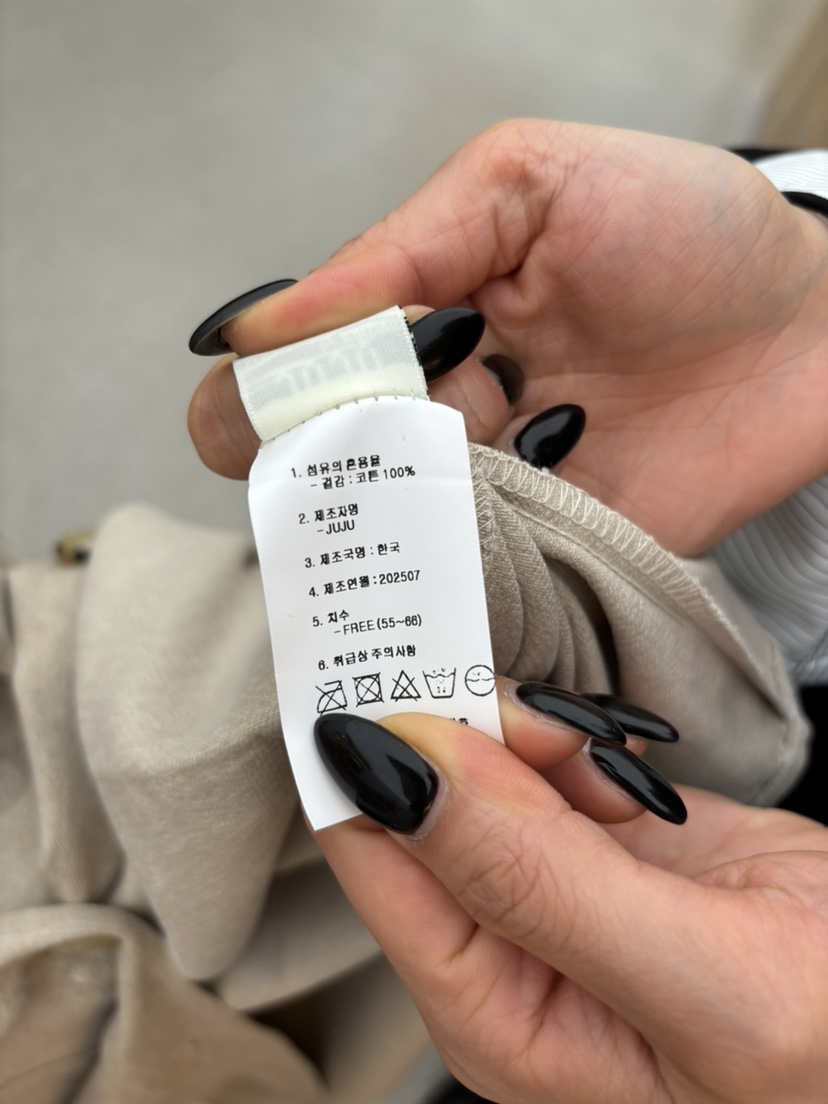 1. 섬유의 혼용율
- 겉감 : 코튼 100%
2. 제조자명
-JUJU
3. 제조국명 : 한국
4. 제조연월 : 202507
5. 치수
-FREE(55~66)
6. 취급상 주의사항